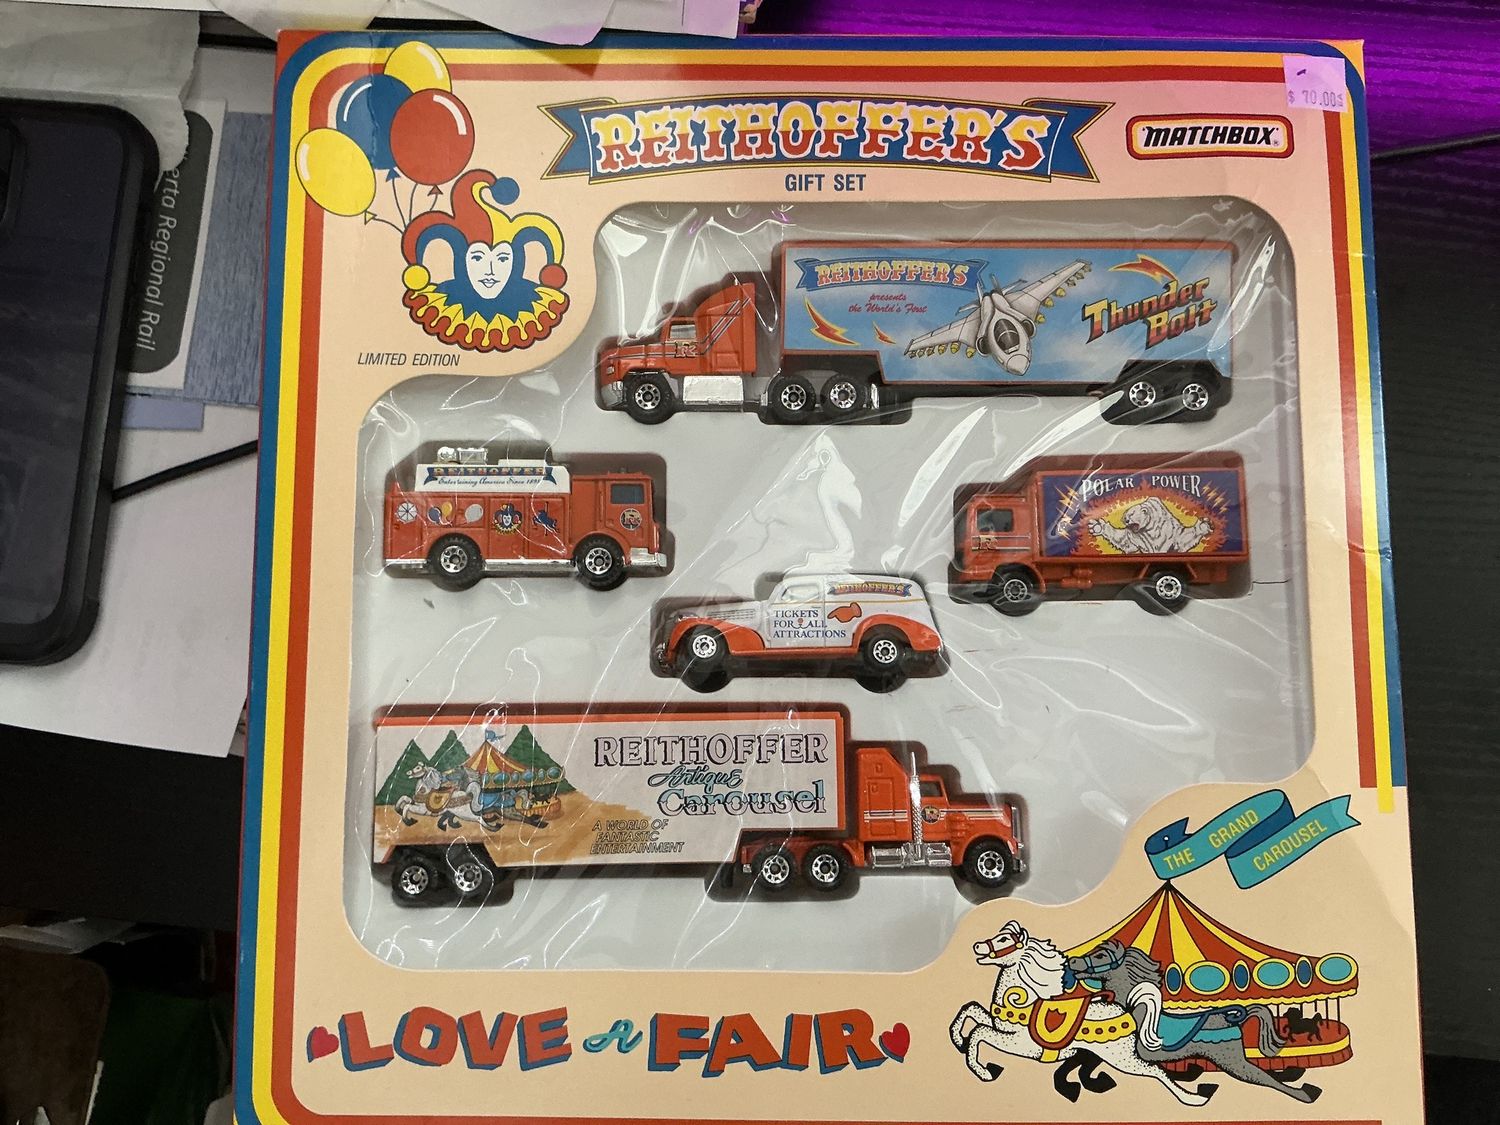 REITHOFFER'S
GIFT SET
MATCHBOX
$ 70.00
LIMITED EDITION
REITHOFFER'S
presents
the World's First
Thunder
Bolt
R
REITHOFFER
Entertaining America Since 1896
R
POLAR POWER
R
REITHOFFER'S
TICKETS
FOR ALL
ATTRACTIONS
REITHOFFER
Antique
Carousel
A WORLD OF
FANTASTIC
ENTERTAINMENT
R
THE GRAND
CAROUSEL
LOVE A FAIR
erto Regional Rail